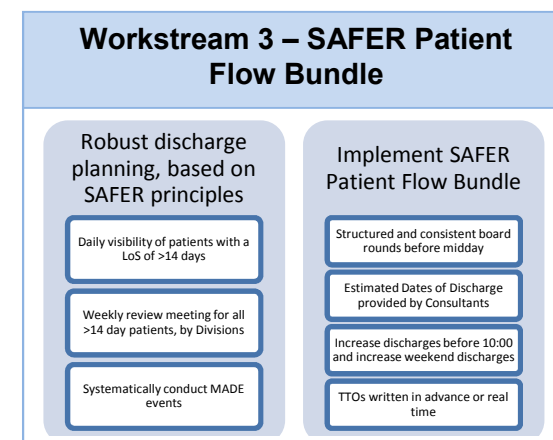 Workstream 3 – SAFER Patient
Flow Bundle
Robust discharge
planning, based on
SAFER principles
Daily visibility of patients with a
LoS of >14 days
Weekly review meeting for all
>14 day patients, by Divisions
Systematically conduct MADE
events
Implement SAFER
Patient Flow Bundle
Structured and consistent board
rounds before midday
Estimated Dates of Discharge
provided by Consultants
Increase discharges before 10:00
and increase weekend discharges
TTOs written in advance or real
time